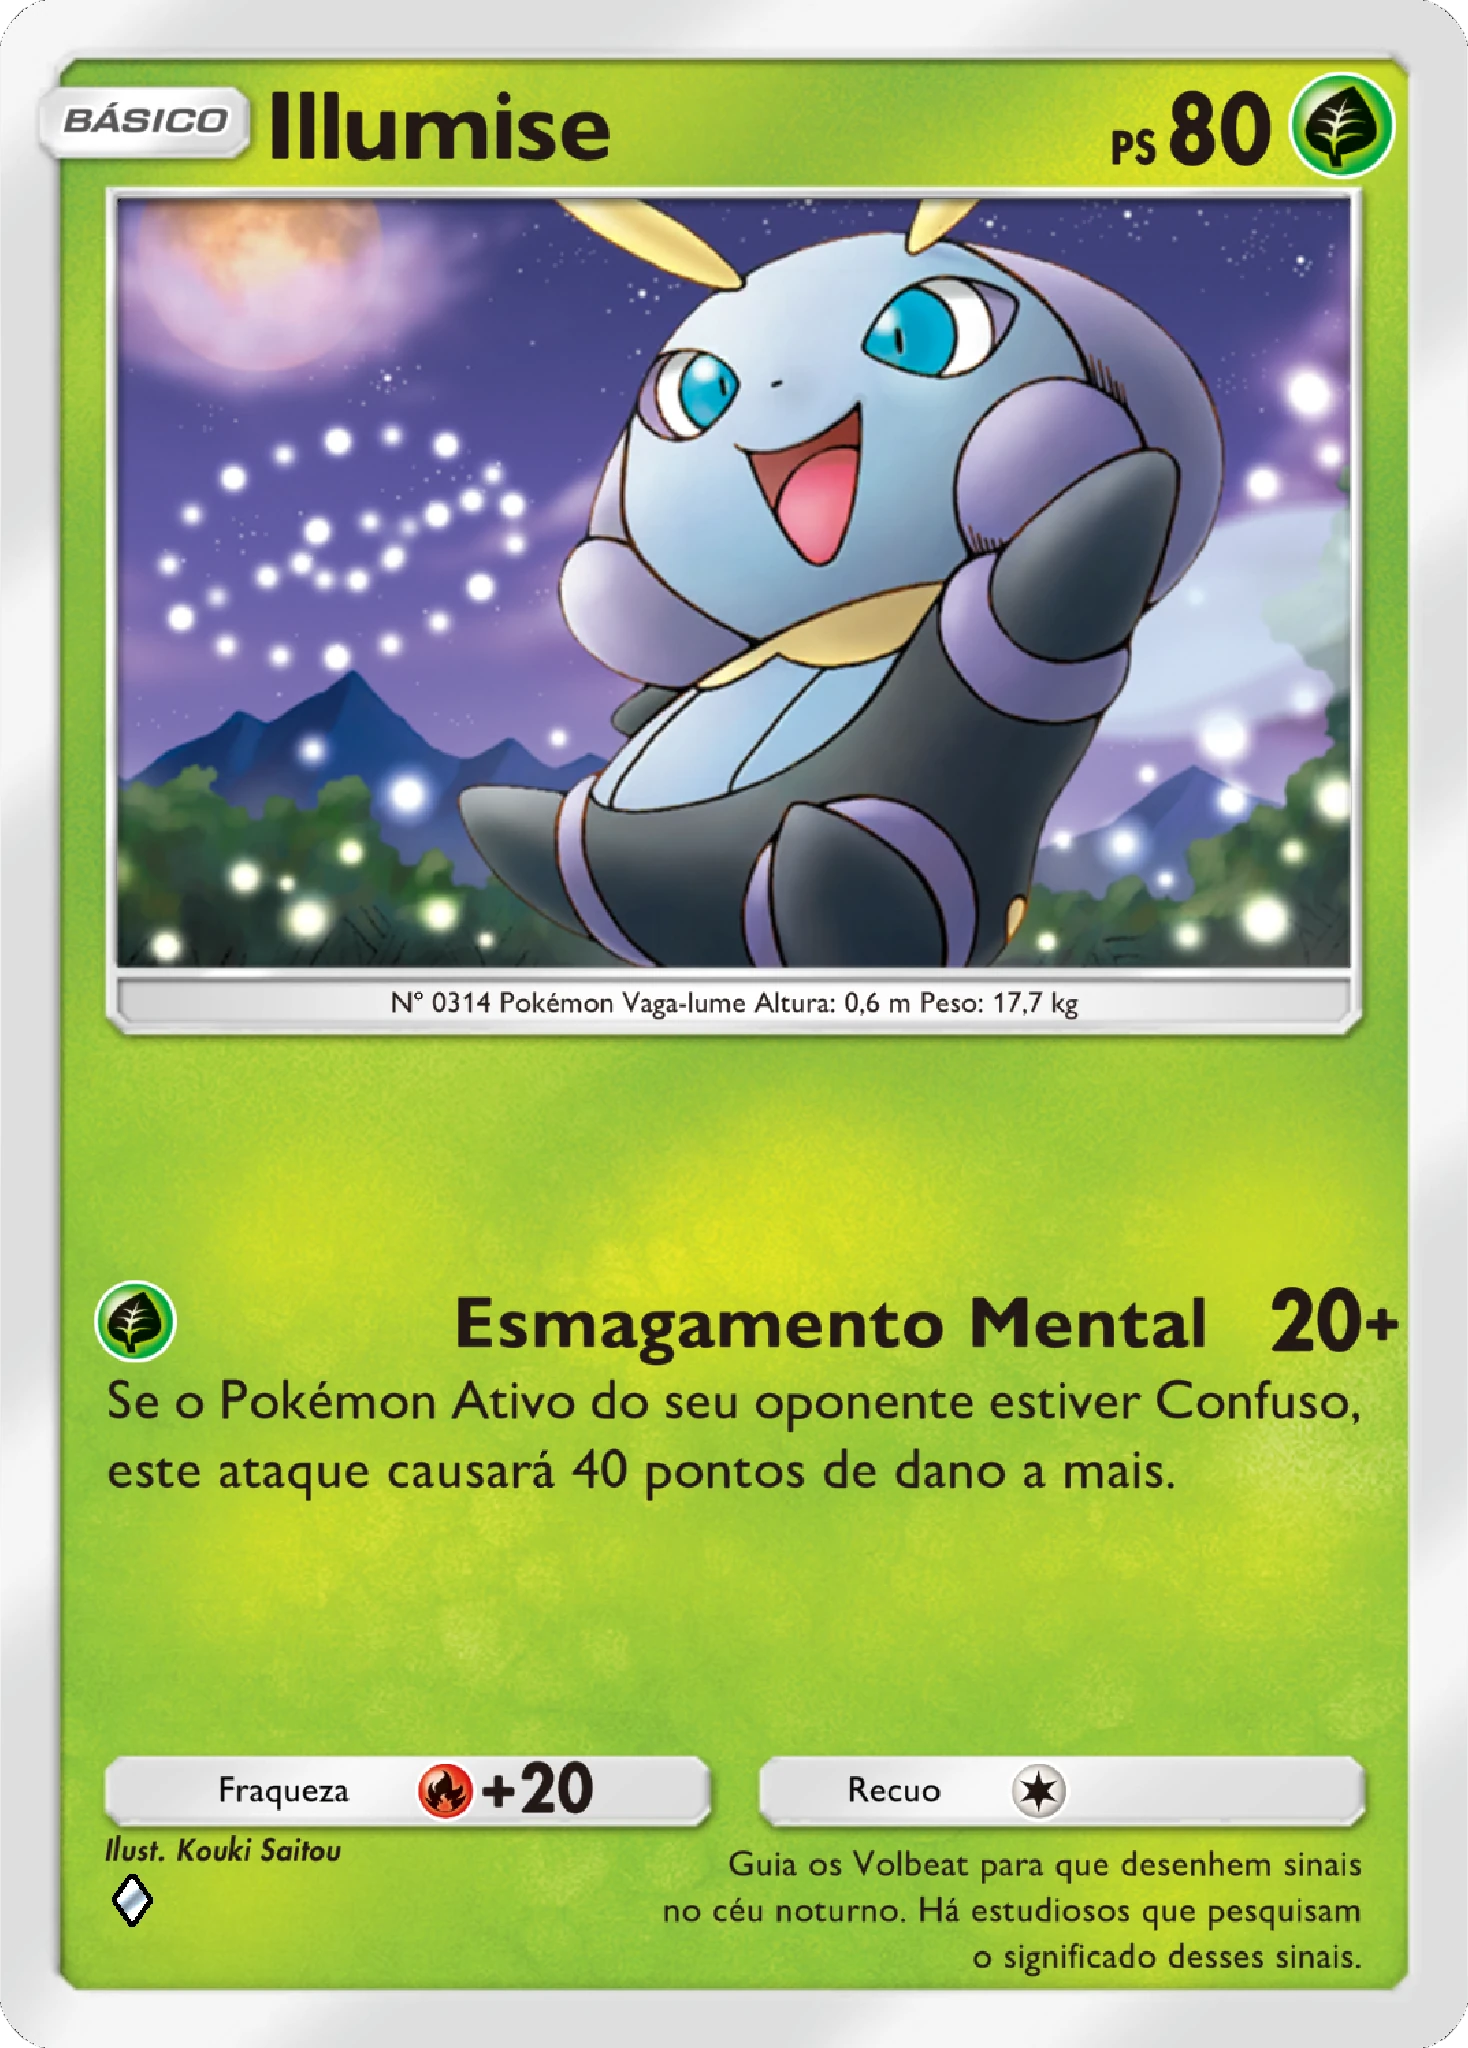 BÁSICO
Illumise
PS 80
Nº 0314 Pokémon Vaga-lume Altura: 0,6 m Peso: 17,7 kg
Esmagamento Mental 20+
Se o Pokémon Ativo do seu oponente estiver Confuso,
este ataque causará 40 pontos de dano a mais.
Fraqueza +20
Recuo
Ilust. Kouki Saitou
Guia os Volbeat para que desenhem sinais
no céu noturno. Há estudiosos que pesquisam
o significado desses sinais.